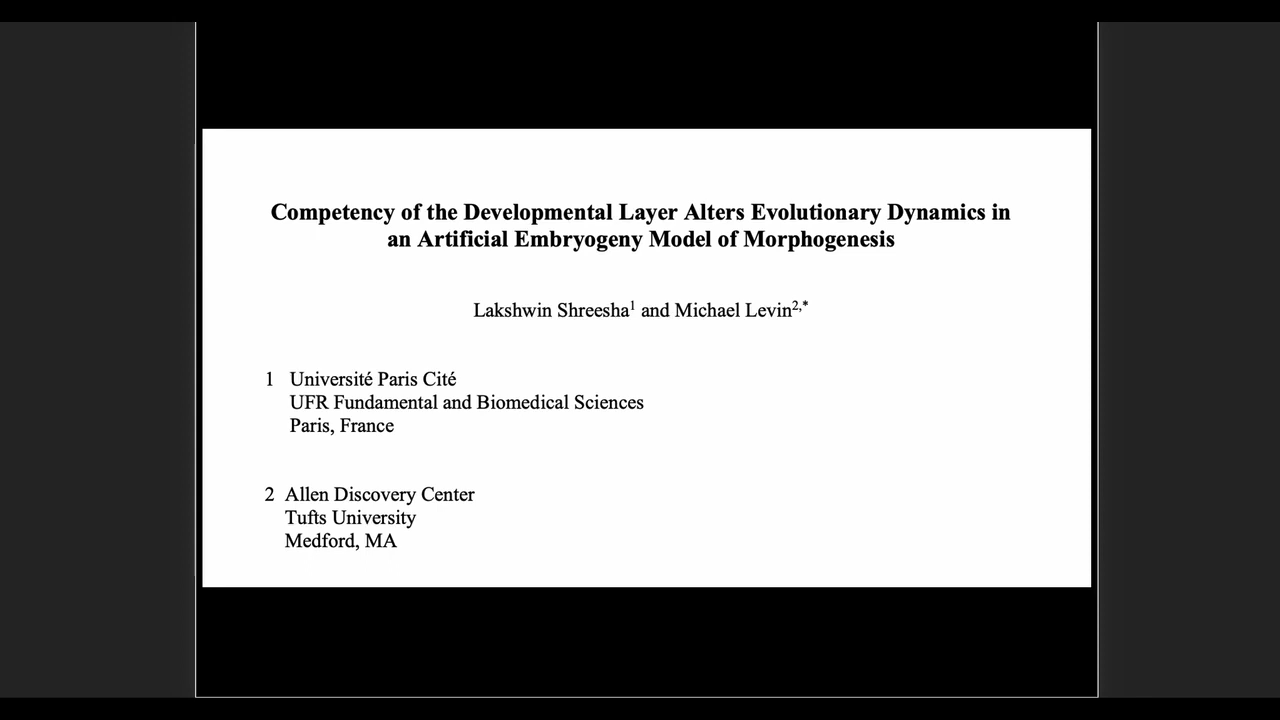 Competency of the Developmental Layer Alters Evolutionary Dynamics in
an Artificial Embryogeny Model of Morphogenesis
Lakshwin Shreesha1 and Michael Levin2,*
1 Université Paris Cité
UFR Fundamental and Biomedical Sciences
Paris, France
2 Allen Discovery Center
Tufts University
Medford, MA